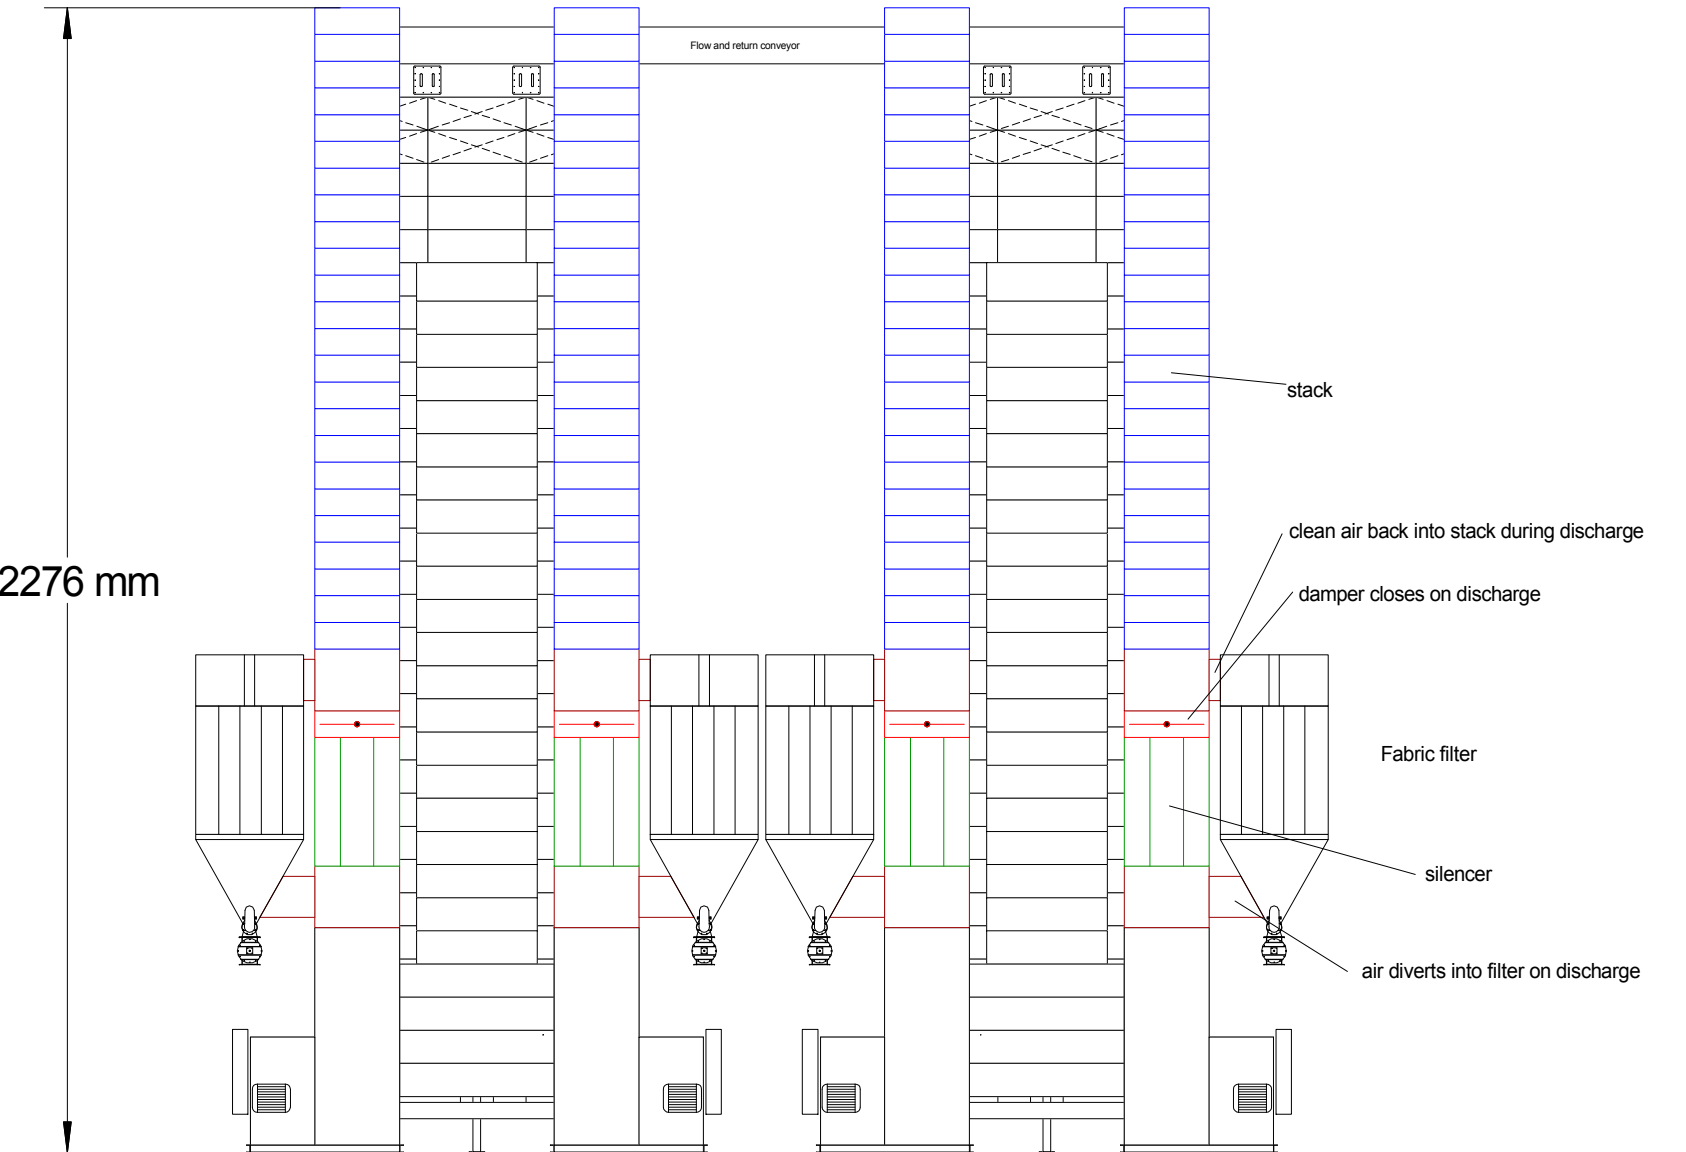 Flow and return conveyor
stack
clean air back into stack during discharge
damper closes on discharge
2276 mm
Fabric filter
silencer
air diverts into filter on discharge